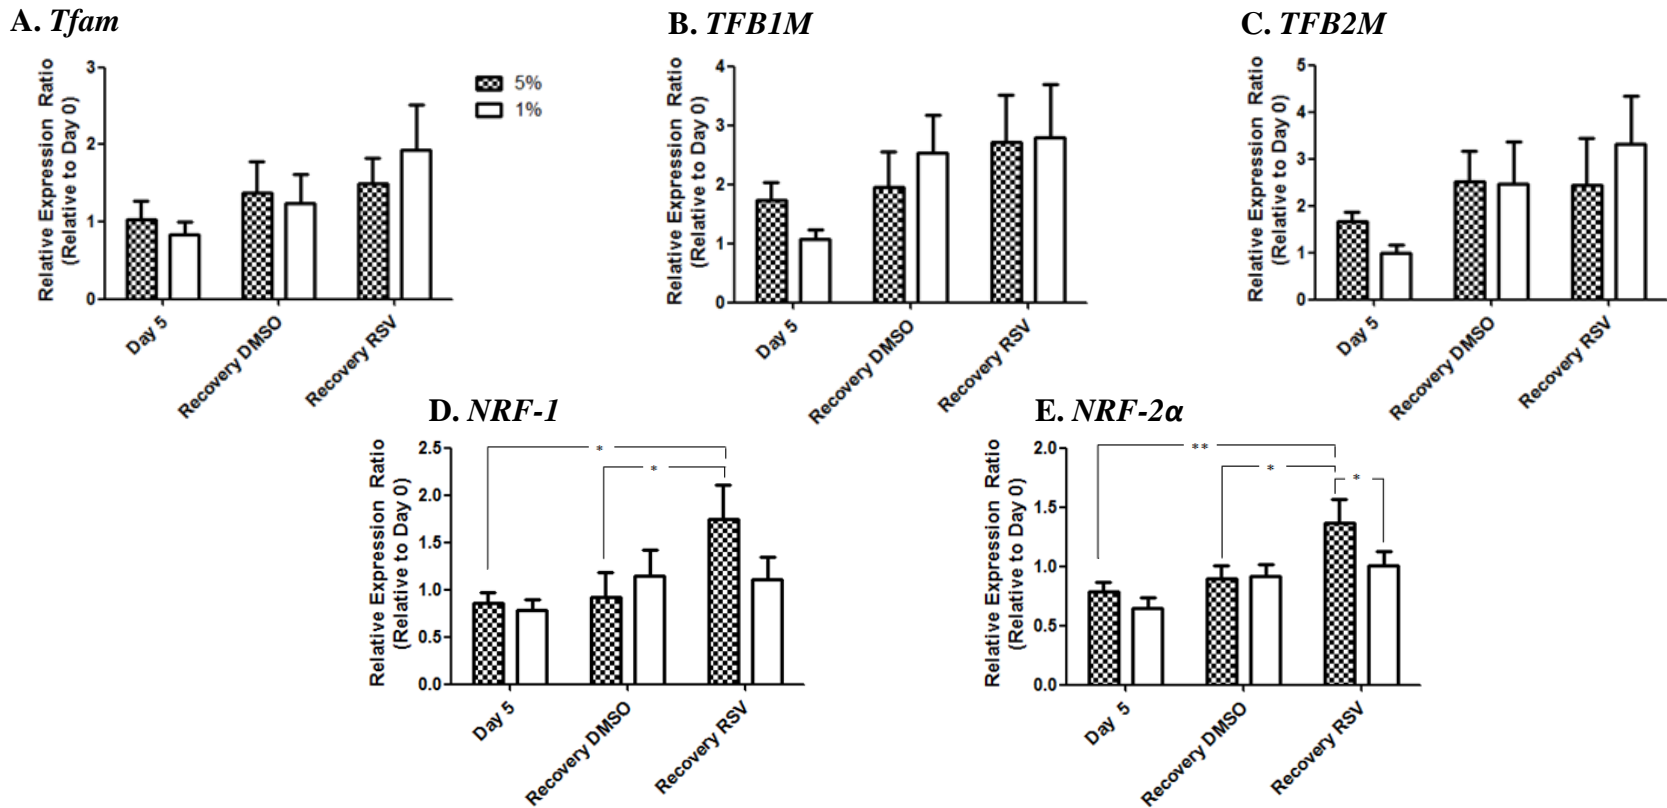 A. Tfam
Relative Expression Ratio
(Relative to Day 0)
3
2
1
0
5%
1%
Day 5
Recovery DMSO
Recovery RSV
B. TFB1M
Relative Expression Ratio
(Relative to Day 0)
4
3
2
1
0
Day 5
Recovery DMSO
Recovery RSV
C. TFB2M
Relative Expression Ratio
(Relative to Day 0)
5
4
3
2
1
0
Day 5
Recovery DMSO
Recovery RSV
D. NRF-1
Relative Expression Ratio
(Relative to Day 0)
2.5
2.0
1.5
1.0
0.5
0.0
*
*
Day 5
Recovery DMSO
Recovery RSV
E. NRF-2α
Relative Expression Ratio
(Relative to Day 0)
2.0
1.5
1.0
0.5
0.0
**
*
*
Day 5
Recovery DMSO
Recovery RSV